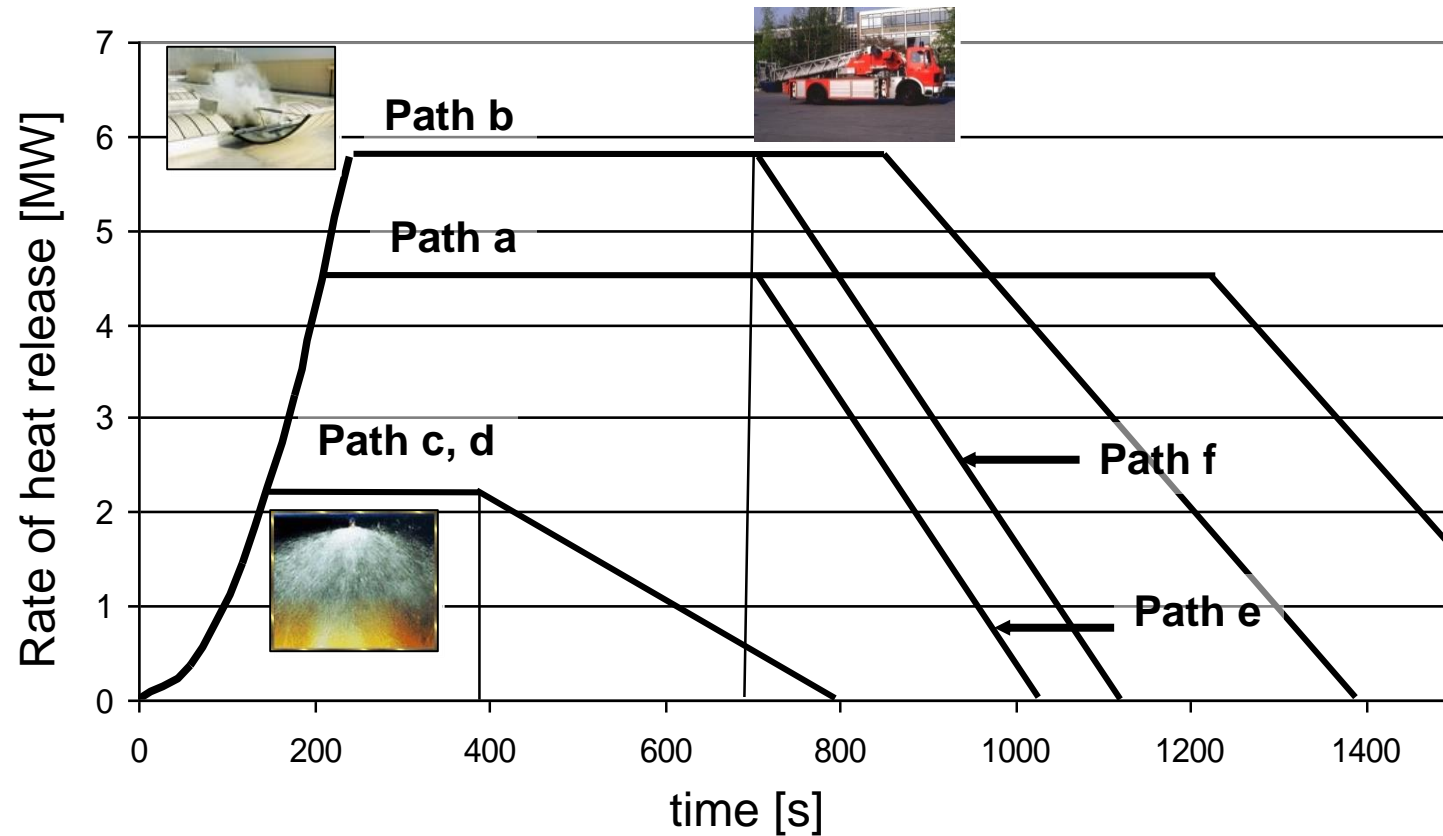 Rate of heat release [MW]
7
6
5
4
3
2
1
0
Path b
Path a
Path c, d
Path f
Path e
0 200 400 600 800 1000 1200 1400
time [s]